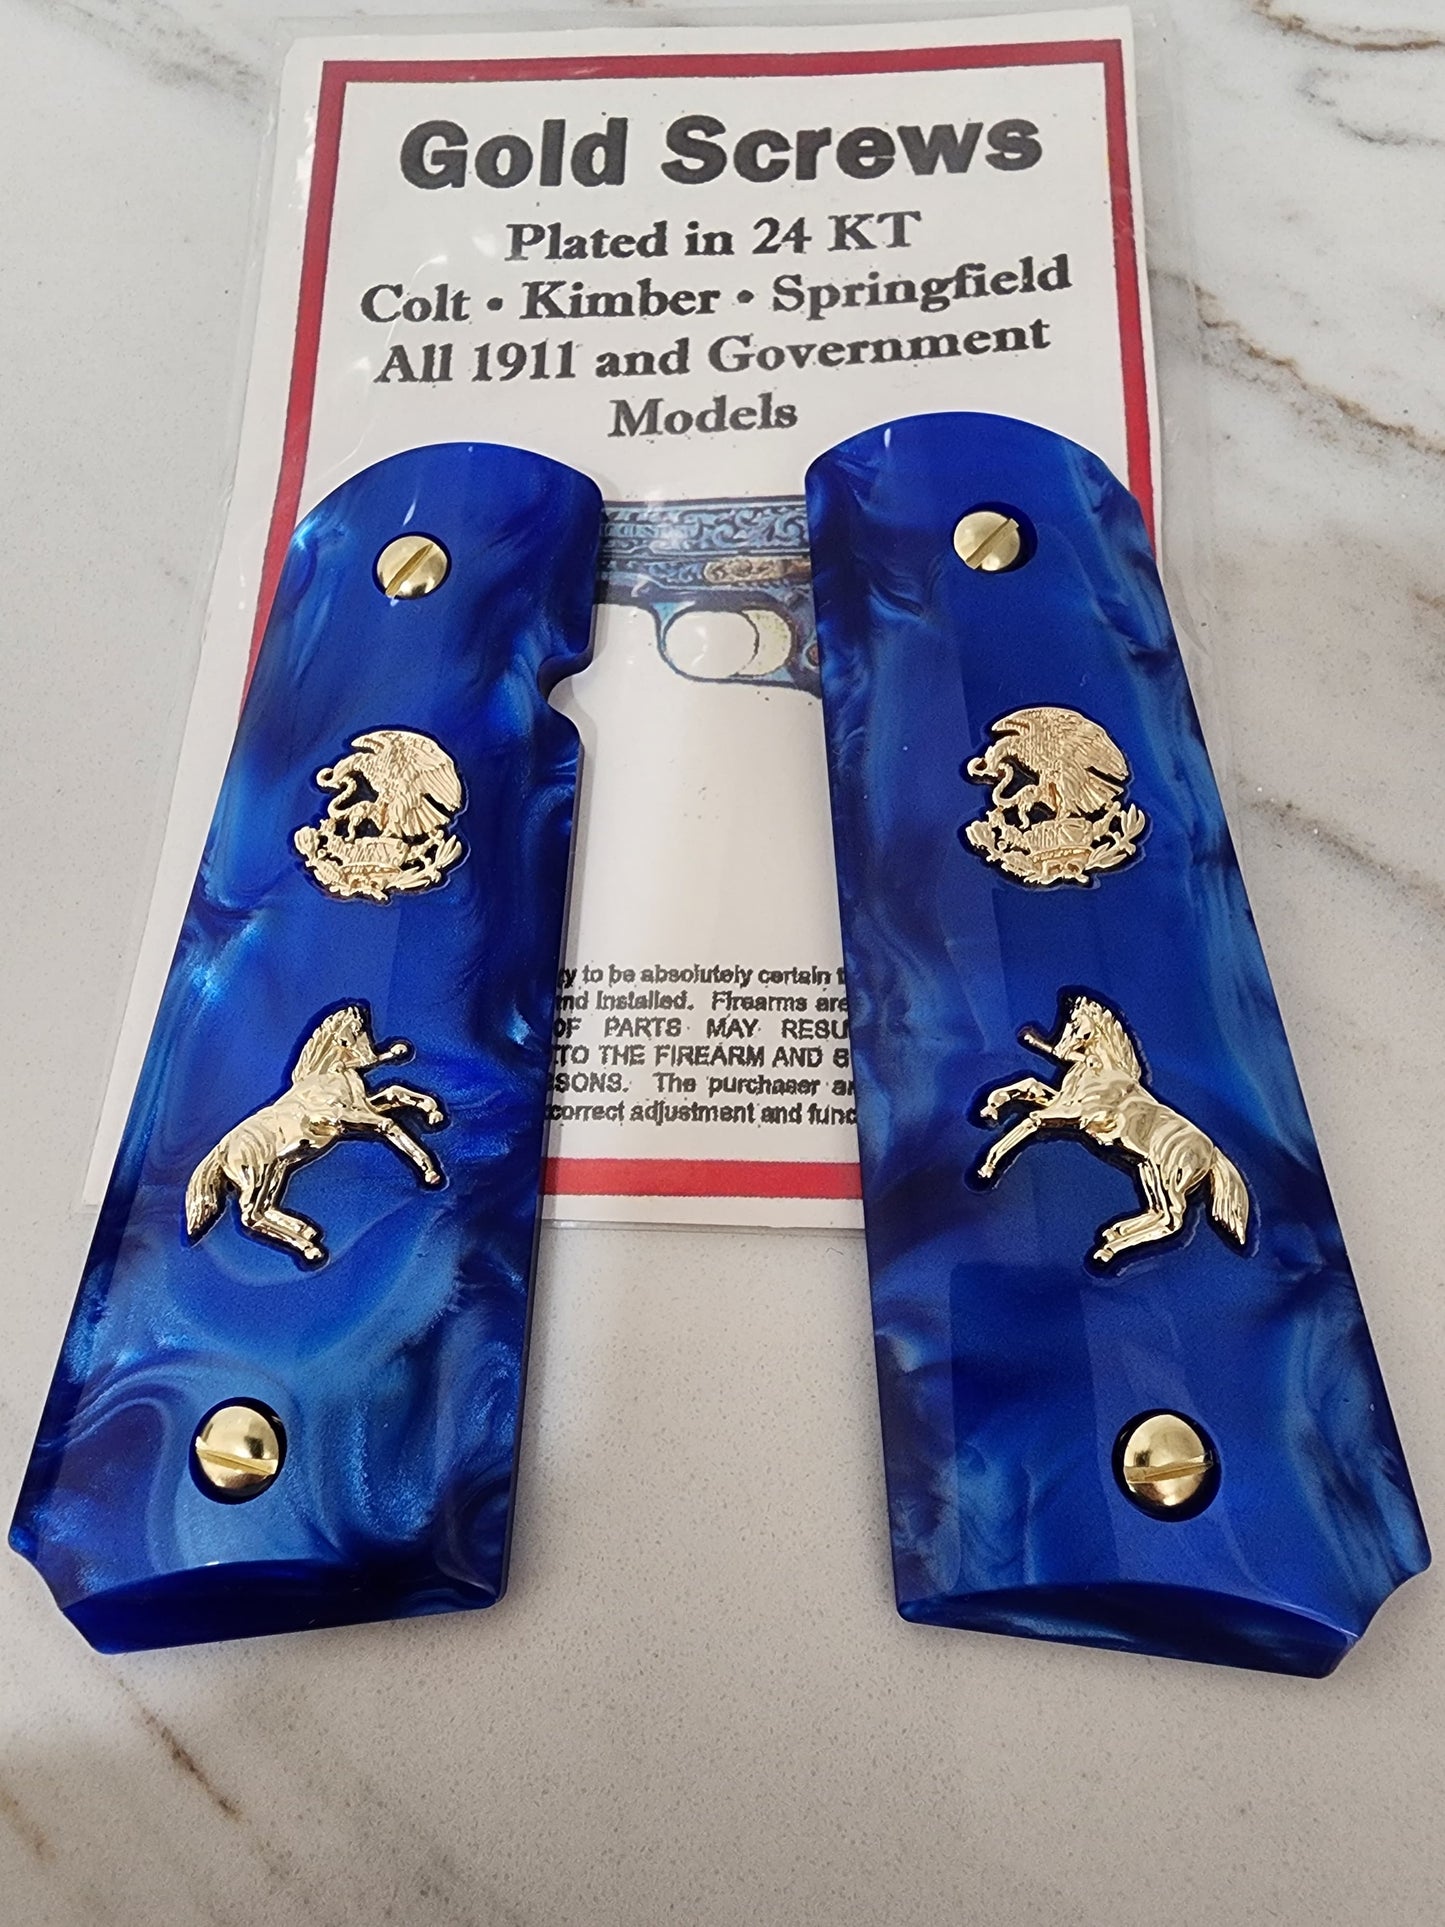 Gold Screws
Plated in 24 KT
Colt • Kimber • Springfield
All 1911 and Government
Models
to be absolutely certain
Installed. Firearms are
OF PARTS MAY
TO THE FIREARM AND
The purchaser
correct adjustment and